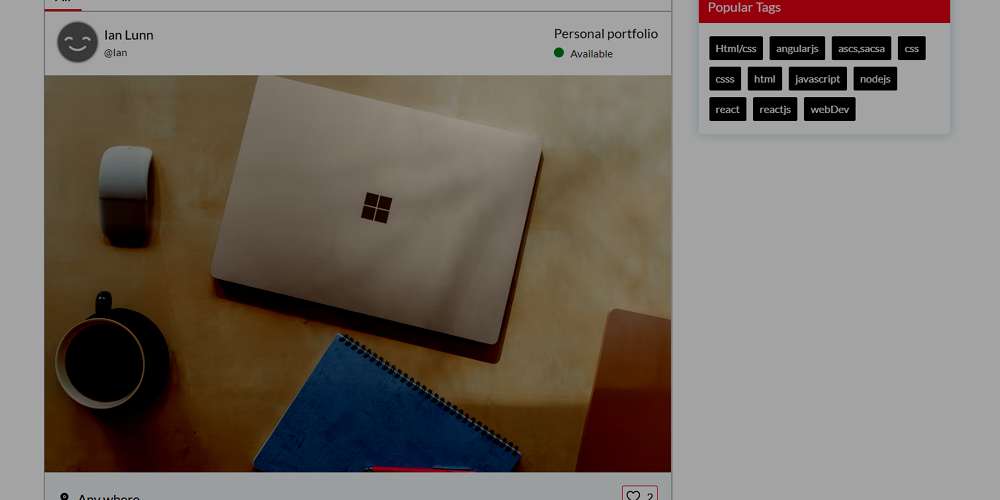 Ian Lunn
@Ian
Personal portfolio
Available
Any where
2
Popular Tags
Html/css angularjs ascs,sacsa css
csss html javascript nodejs
react reactjs webDev